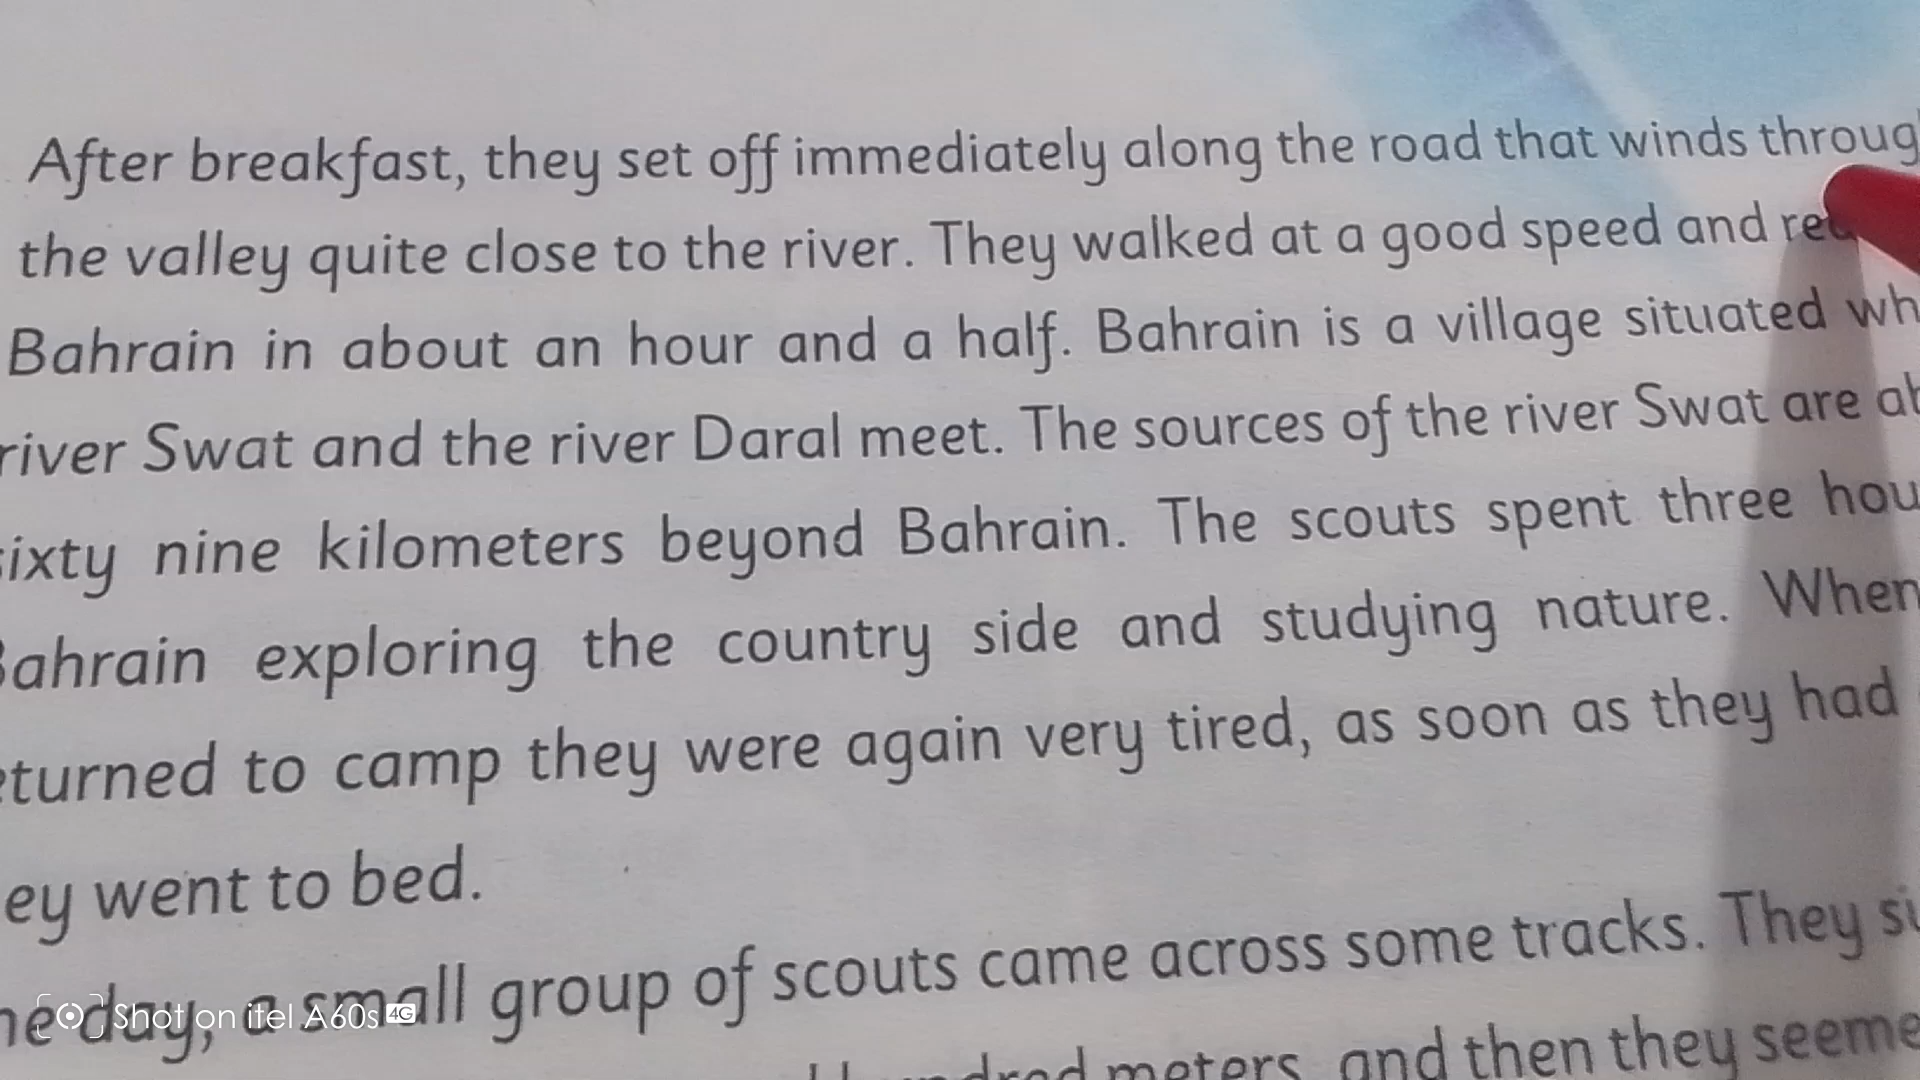 After breakfast, they set off immediately along the road that winds throug
the valley quite close to the river. They walked at a good speed and
Bahrain in about an hour and a half. Bahrain is a village situated wh
river Swat and the river Daral meet. The sources of the river Swat are ab
ixty nine kilometers beyond Bahrain. The scouts spent three hou
Bahrain exploring the country side and studying nature. When
turned to camp they were again very tired, as soon as they had
ey went to bed.
ne day, a small group of scouts came across some tracks. They
Shot on itel A60s 4G
meters, and then they seeme